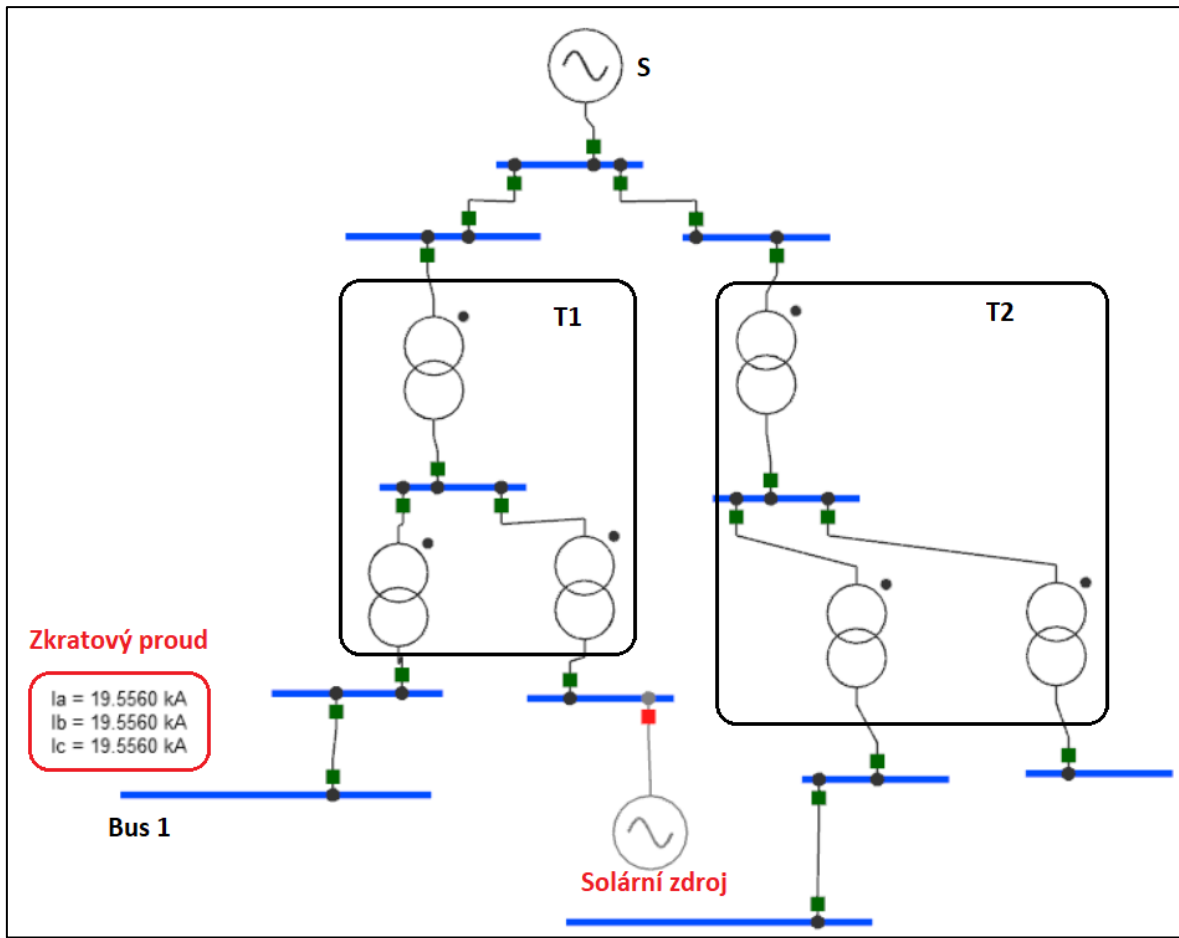 S
T1
T2
Zkratový proud
Ia = 19.5560 kA
Ib = 19.5560 kA
Ic = 19.5560 kA
Bus 1
Solární zdroj